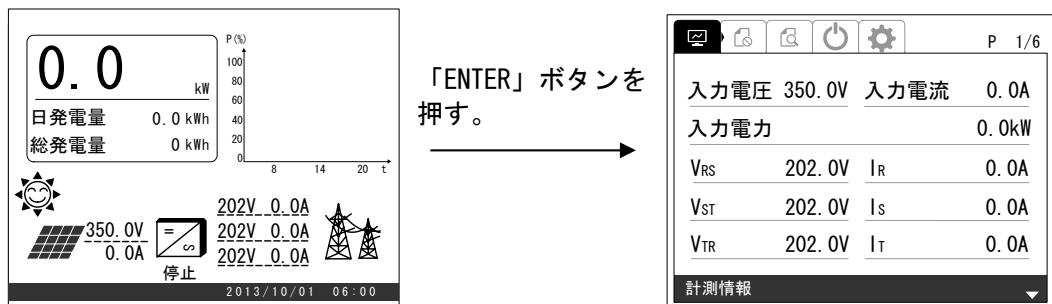 P(%)
100
80
60
40
20
0
8 14 20 t
0.0 kW
日発電量 0.0 kWh
総発電量 0 kWh
350.0V
0.0A
停止
202V 0.0A
202V 0.0A
202V 0.0A
2013/10/01 06:00
「ENTER」ボタンを
押す。
P 1/6
入力電圧 350.0V 入力電流 0.0A
入力電力 0.0kW
VRS 202.0V IR 0.0A
VST 202.0V IS 0.0A
VTR 202.0V IT 0.0A
計測情報